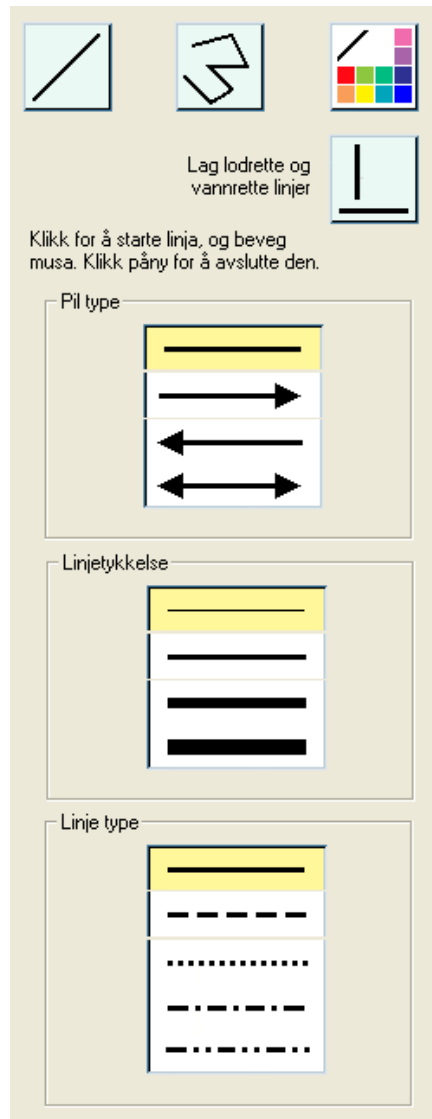 Lag lodrette og
vannrette linjer
Klikk for å starte linja, og beveg
musa. Klikk påny for å avslutte den.
Pil type
Linjetykkelse
Linje type